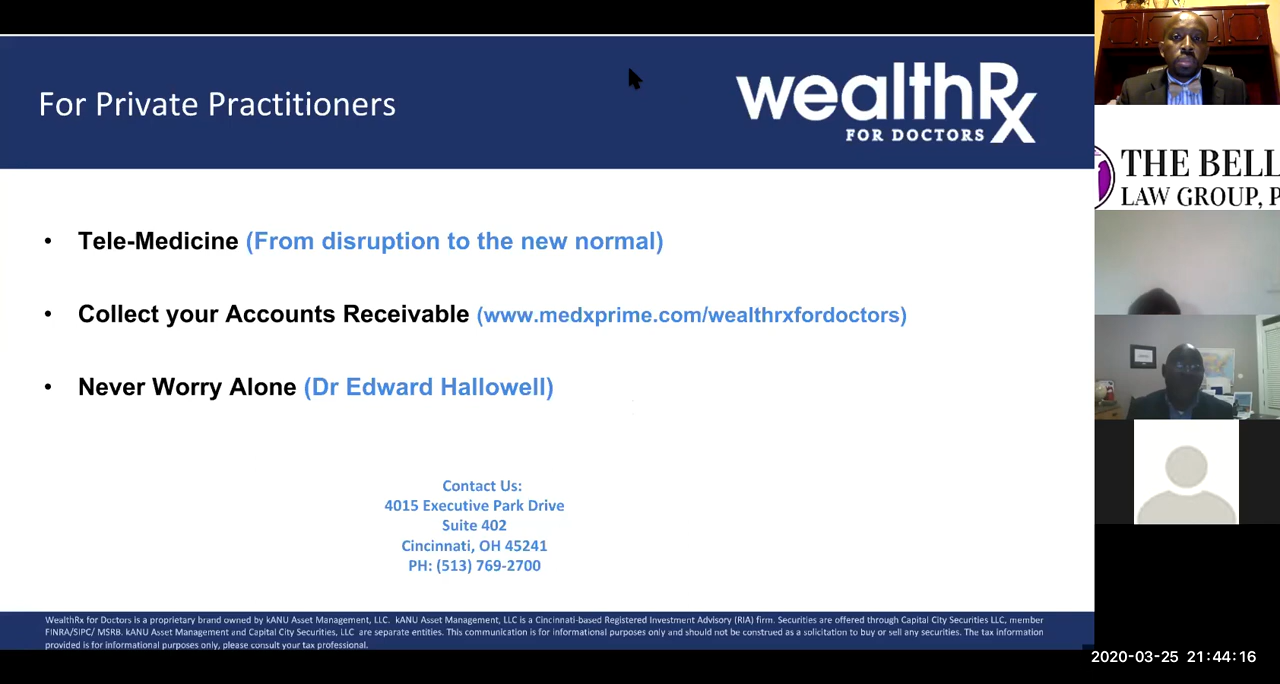 For Private Practitioners
wealthRx
FOR DOCTORS
• Tele-Medicine (From disruption to the new normal)
• Collect your Accounts Receivable (www.medxprime.com/wealthrxfordoctors)
• Never Worry Alone (Dr Edward Hallowell)
Contact Us:
4015 Executive Park Drive
Suite 402
Cincinnati, OH 45241
PH: (513) 769-2700
WealthRx for Doctors is a proprietary brand owned by kANU Asset Management, LLC. kANU Asset Management, LLC is a Cincinnati-based Registered Investment Advisory (RIA) firm. Securities are offered through Capital City Securities LLC, member
FINRA/SIPC/ MSRB. kANU Asset Management and Capital City Securities, LLC are separate entities. This communication is for informational purposes only and should not be construed as a solicitation to buy or sell any securities. The tax information
provided is for informational purposes only, please consult your tax professional.
THE BELL
LAW GROUP, P
2020-03-25 21:44:16